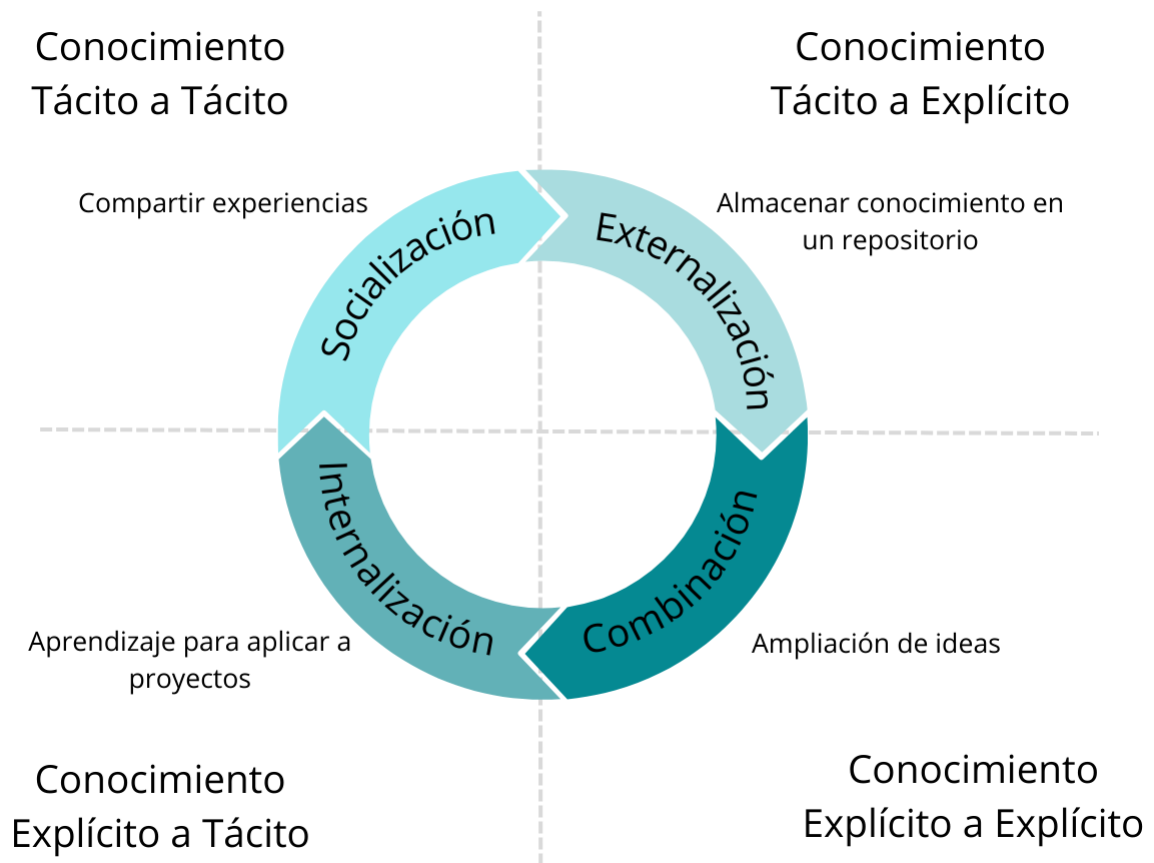 Conocimiento
Tácito a Tácito
Conocimiento
Tácito a Explícito
Compartir experiencias
Almacenar conocimiento en
un repositorio
Socialización
Externalización
Internalización
Combinación
Aprendizaje para aplicar a
proyectos
Ampliación de ideas
Conocimiento
Explícito a Tácito
Conocimiento
Explícito a Explícito